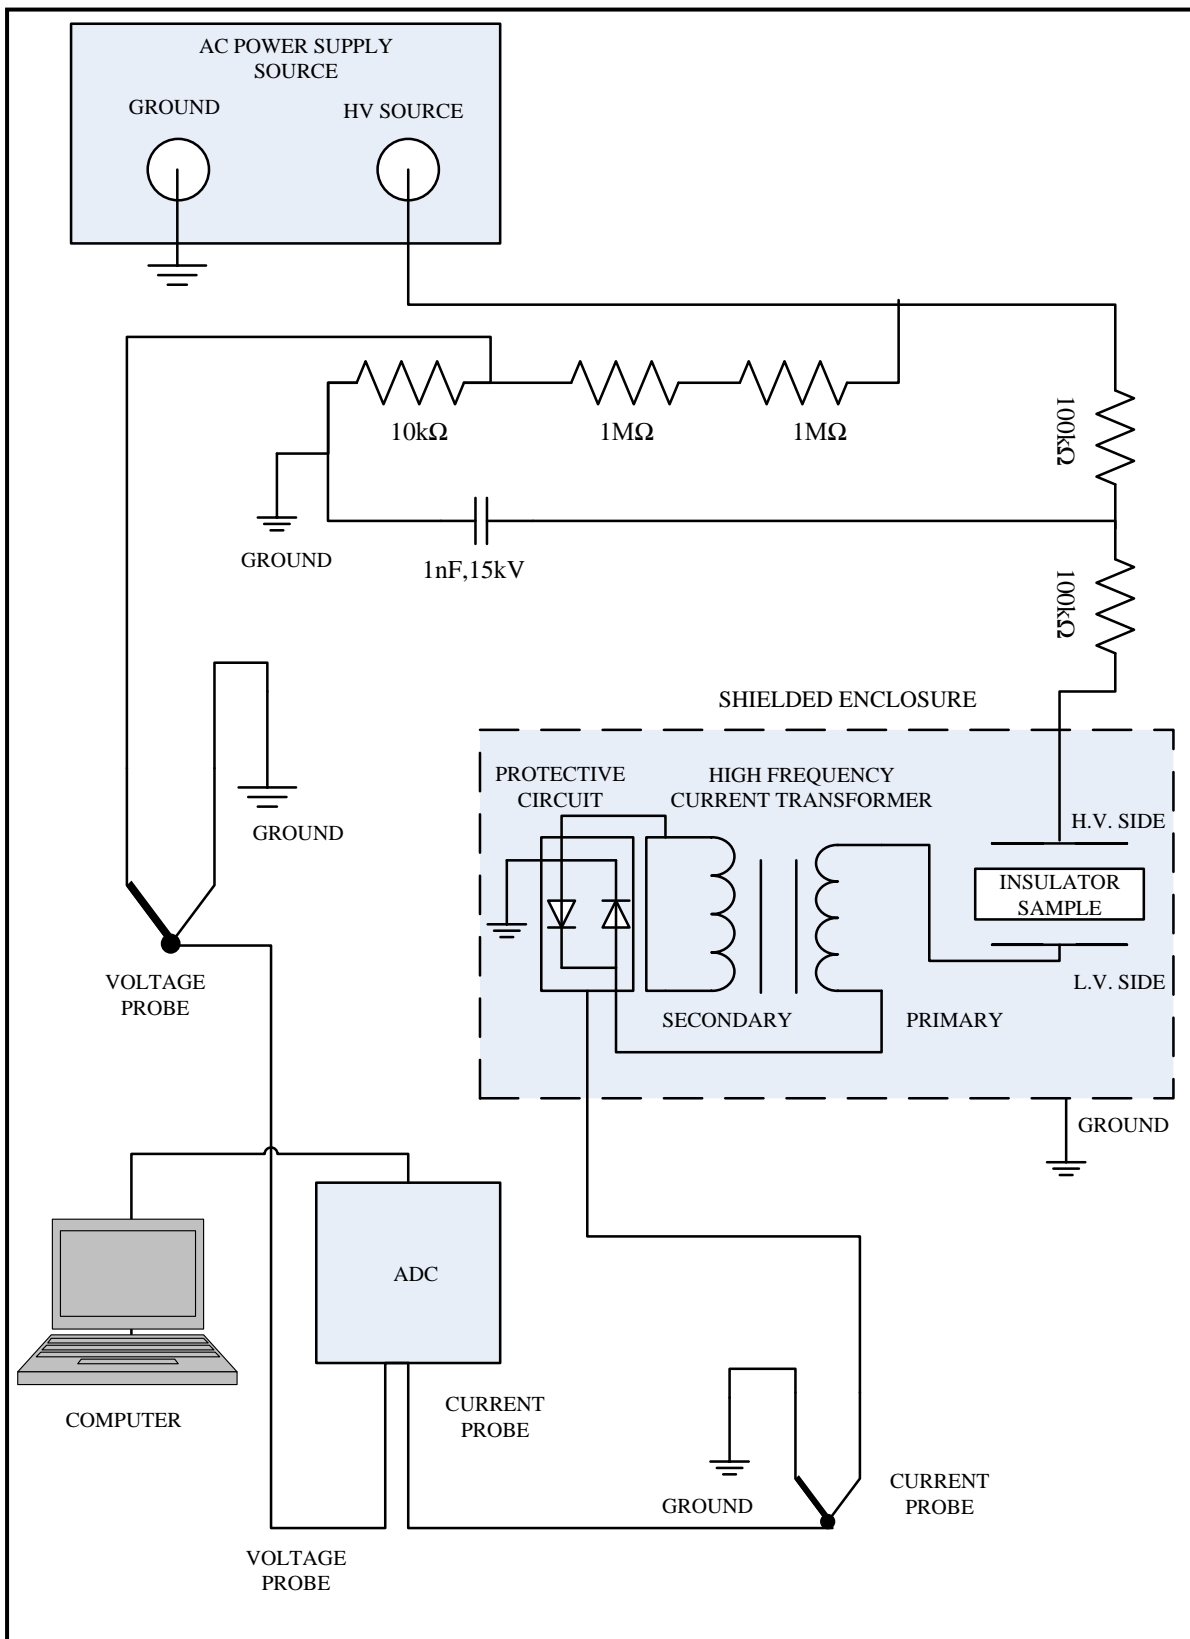 AC POWER SUPPLY
SOURCE
GROUND
HV SOURCE
10kΩ
1MΩ
1MΩ
100kΩ
GROUND
1nF,15kV
100kΩ
SHIELDED ENCLOSURE
PROTECTIVE
CIRCUIT
HIGH FREQUENCY
CURRENT TRANSFORMER
H.V. SIDE
GROUND
INSULATOR
SAMPLE
VOLTAGE
PROBE
L.V. SIDE
SECONDARY
PRIMARY
GROUND
ADC
COMPUTER
CURRENT
PROBE
GROUND
CURRENT
PROBE
VOLTAGE
PROBE